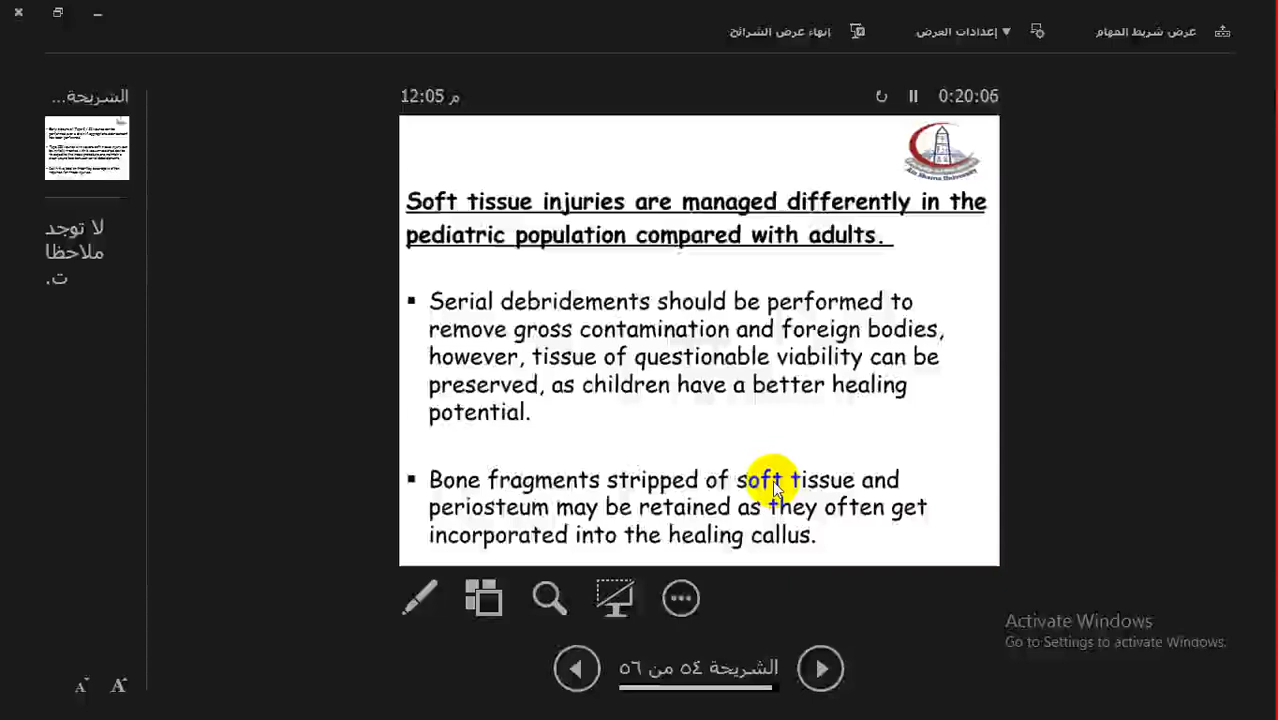 عرض شريط المهام
إعدادات العرض ▼
إنهاء عرض الشرائح
الشريحة...
12:05 م
0:20:06
Ain Shams University
Soft tissue injuries are managed differently in the
pediatric population compared with adults.
▪ Serial debridements should be performed to
remove gross contamination and foreign bodies,
however, tissue of questionable viability can be
preserved, as children have a better healing
potential.
▪ Bone fragments stripped of soft tissue and
periosteum may be retained as they often get
incorporated into the healing callus.
لا توجد
ملاحظا
ت.
Activate Windows
Go to Settings to activate Windows.
الشريحة ٥٤ من ٥٦
A A